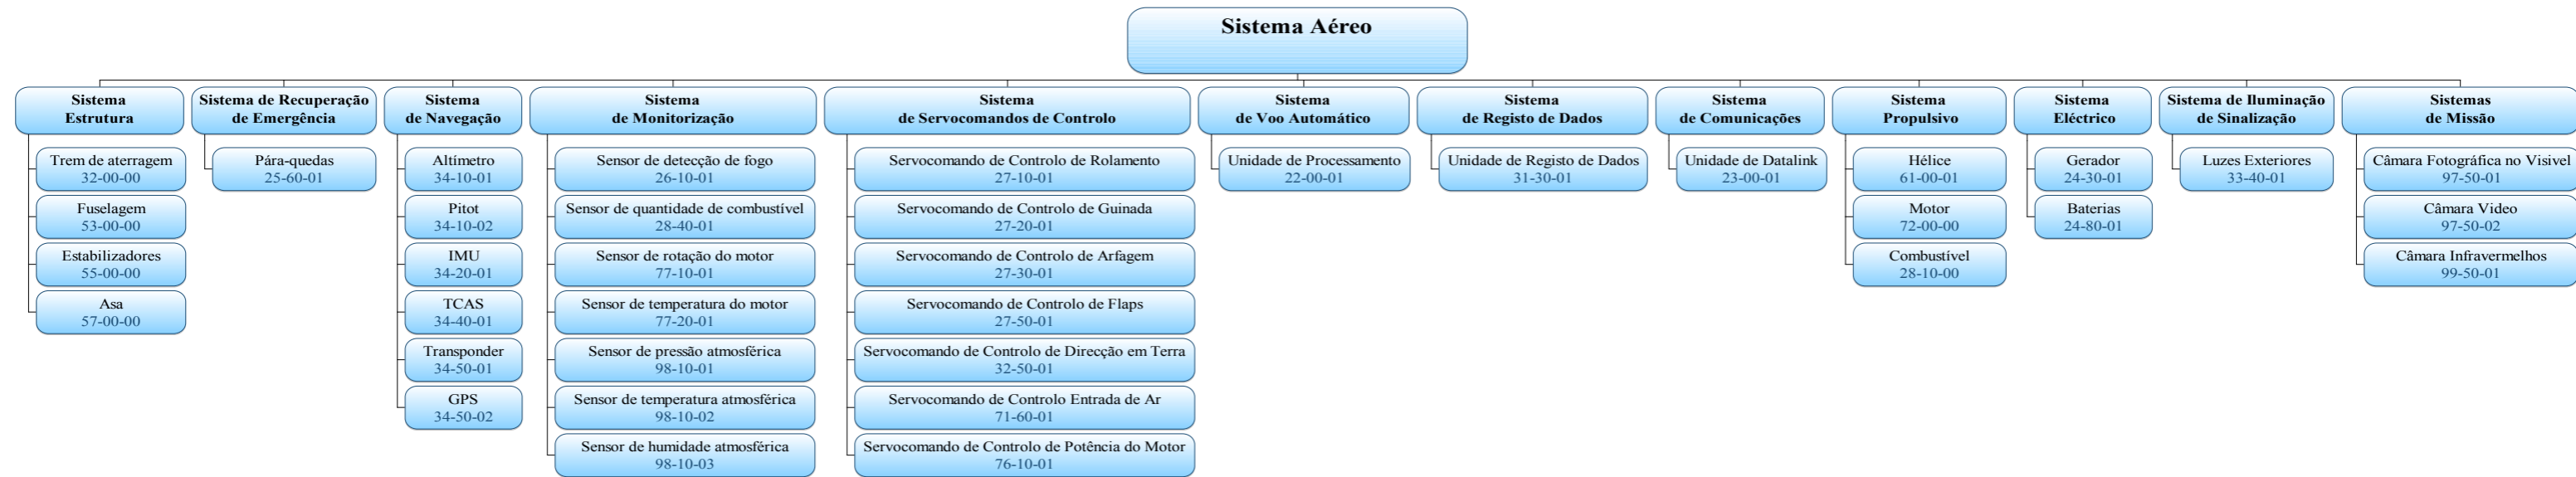 Sistema Aéreo
Sistema
Estrutura
Trem de aterragem
32-00-00
Fuselagem
53-00-00
Estabilizadores
55-00-00
Asa
57-00-00
Sistema de Recuperação
de Emergência
Pára-quedas
25-60-01
Sistema
de Navegação
Altímetro
34-10-01
Pitot
34-10-02
IMU
34-20-01
TCAS
34-40-01
Transponder
34-50-01
GPS
34-50-02
Sistema
de Monitorização
Sensor de detecção de fogo
26-10-01
Sensor de quantidade de combustível
28-40-01
Sensor de rotação do motor
77-10-01
Sensor de temperatura do motor
77-20-01
Sensor de pressão atmosférica
98-10-01
Sensor de temperatura atmosférica
98-10-02
Sensor de humidade atmosférica
98-10-03
Sistema
de Servocomandos de Controlo
Servocomando de Controlo de Rolamento
27-10-01
Servocomando de Controlo de Guinada
27-20-01
Servocomando de Controlo de Arfagem
27-30-01
Servocomando de Controlo de Flaps
27-50-01
Servocomando de Controlo de Direcção em Terra
32-50-01
Servocomando de Controlo Entrada de Ar
71-60-01
Servocomando de Controlo de Potência do Motor
76-10-01
Sistema
de Voo Automático
Unidade de Processamento
22-00-01
Sistema
de Registo de Dados
Unidade de Registo de Dados
31-30-01
Sistema
de Comunicações
Unidade de Datalink
23-00-01
Sistema
Propulsivo
Hélice
61-00-01
Motor
72-00-00
Combustível
28-10-00
Sistema
Eléctrico
Gerador
24-30-01
Baterias
24-80-01
Sistema de Iluminação
de Sinalização
Luzes Exteriores
33-40-01
Sistemas
de Missão
Câmara Fotográfica no Visivel
97-50-01
Câmara Video
97-50-02
Câmara Infravermelhos
99-50-01